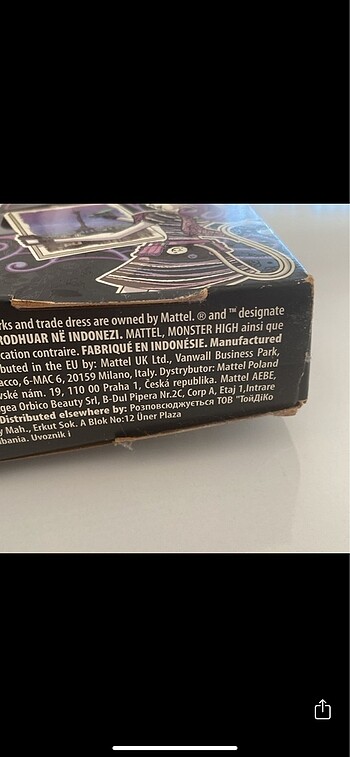 rks and trade dress are owned by Mattel. ® and ™ designate
RODHUAR NË INDONEZI. MATTEL, MONSTER HIGH ainsi que
cation contraire. FABRIQUÉ EN INDONÉSIE. Manufactured
buted in the EU by: Mattel UK Ltd., Vanwall Business Park,
acco, 6-MAC 6, 20159 Milano, Italy. Dystrybutor: Mattel Poland
vské nám. 19, 110 00 Praha 1, Česká republika. Mattel AEBE,
gea Orbico Beauty Srl, B-Dul Pipera Nr.2C, Corp A, Etaj 1,Intrare
Distributed elsewhere by: Розповсюджується ТОВ "ТойДіКо
y Mah., Erkut Sok. A Blok No:12 Üner Plaza
lbania. Uvoznik i